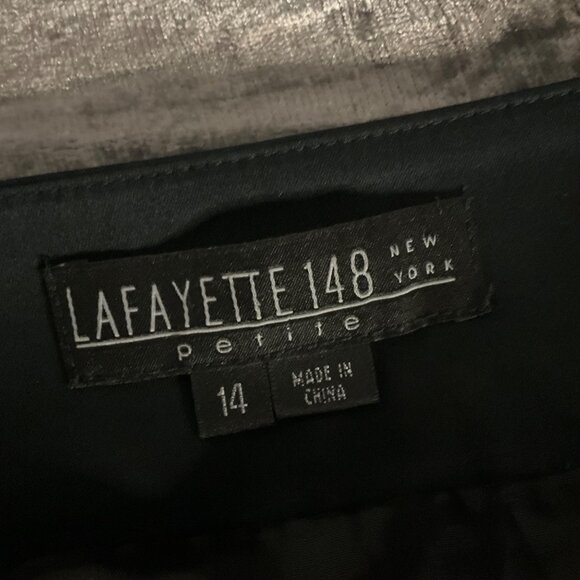 LAFAYETTE 148 NEW YORK
petite
14
MADE IN
CHINA